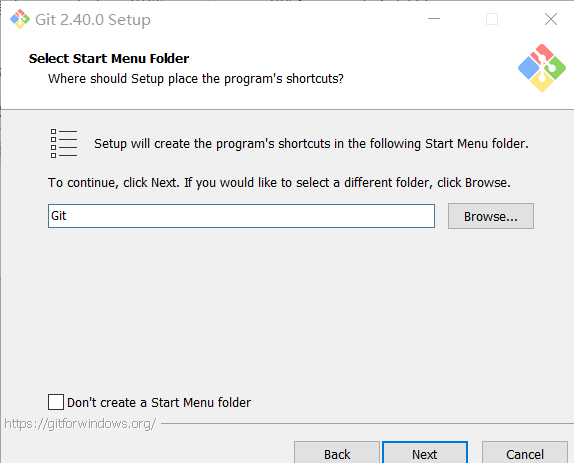 Git 2.40.0 Setup
Select Start Menu Folder
Where should Setup place the program's shortcuts?
Setup will create the program's shortcuts in the following Start Menu folder.
To continue, click Next. If you would like to select a different folder, click Browse.
Git
Browse...
Don't create a Start Menu folder
https://gitforwindows.org/
Back
Next
Cancel